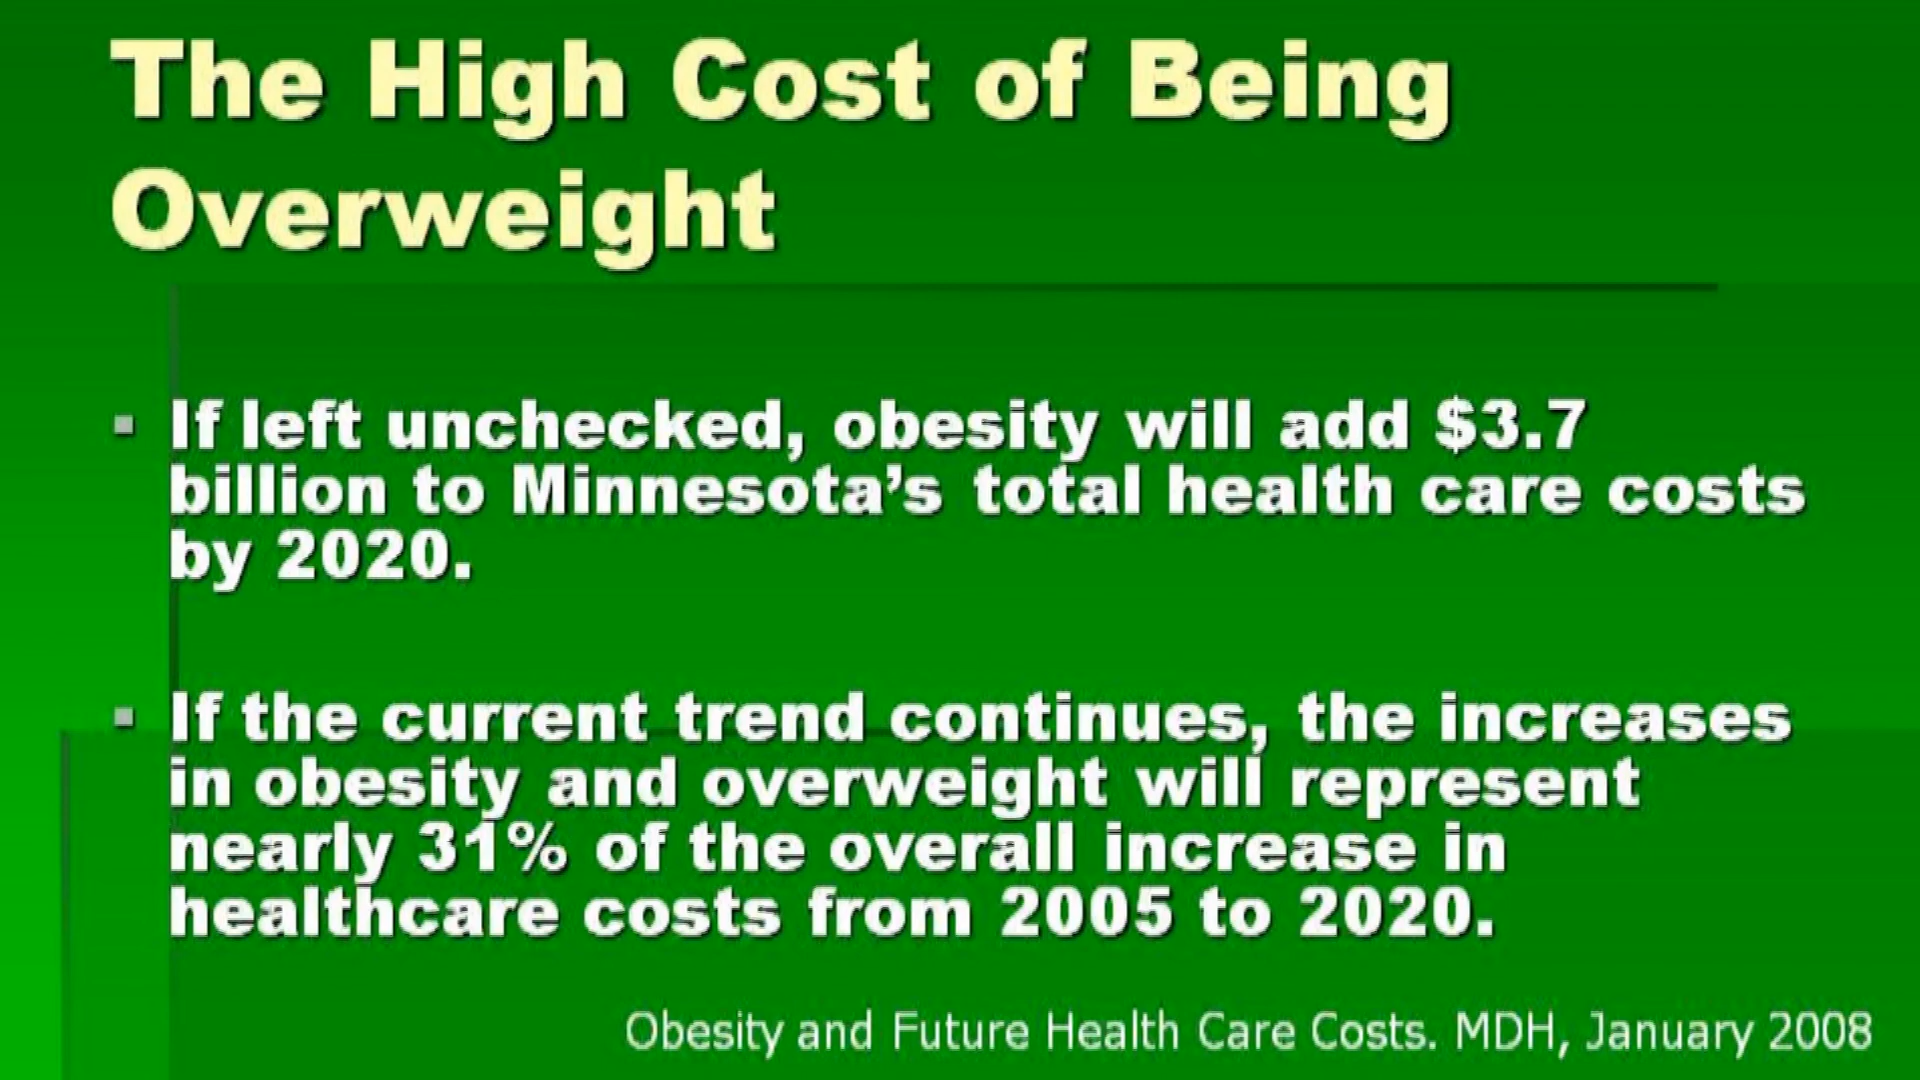 The High Cost of Being
Overweight
▪ If left unchecked, obesity will add $3.7
billion to Minnesota’s total health care costs
by 2020.
▪ If the current trend continues, the increases
in obesity and overweight will represent
nearly 31% of the overall increase in
healthcare costs from 2005 to 2020.
Obesity and Future Health Care Costs. MDH, January 2008